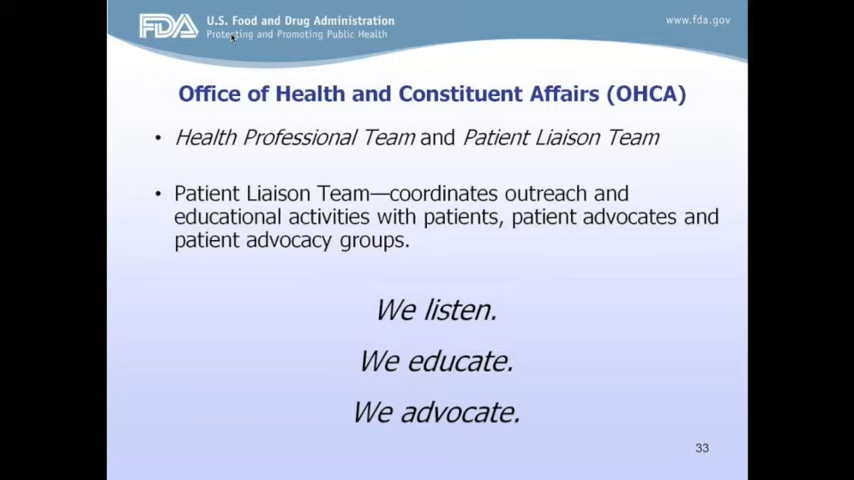 FDA U.S. Food and Drug Administration
Protecting and Promoting Public Health
www.fda.gov
Office of Health and Constituent Affairs (OHCA)
• Health Professional Team and Patient Liaison Team
• Patient Liaison Team—coordinates outreach and
educational activities with patients, patient advocates and
patient advocacy groups.
We listen.
We educate.
We advocate.
33